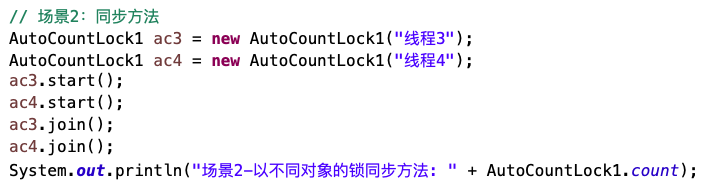 // 场景2：同步方法
AutoCountLock1 ac3 = new AutoCountLock1("线程3");
AutoCountLock1 ac4 = new AutoCountLock1("线程4");
ac3.start();
ac4.start();
ac3.join();
ac4.join();
System.out.println("场景2-以不同对象的锁同步方法: " + AutoCountLock1.count);